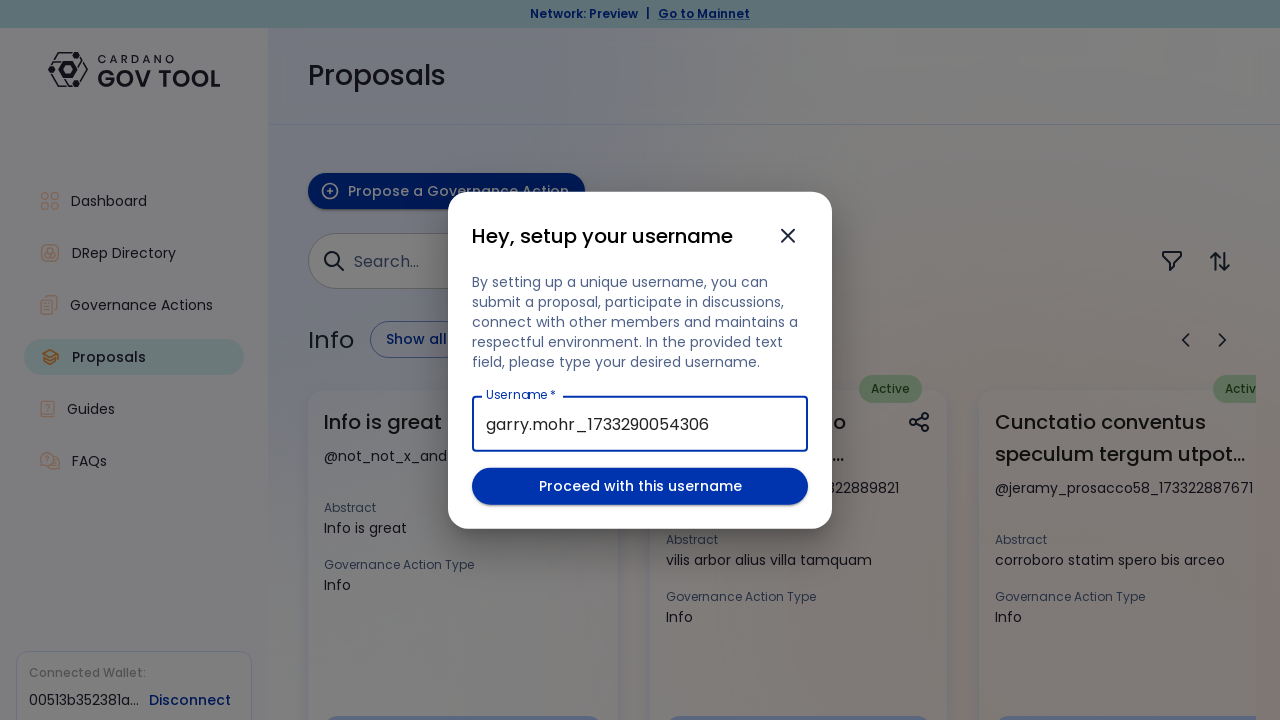 Network: Preview | Go to Mainnet
CARDANO
GOV TOOL
Dashboard
DRep Directory
Governance Actions
Proposals
Guides
FAQs
Connected Wallet:
00513b352381a... Disconnect
Proposals
Propose a Governance Action
Search...
Info Show all
Hey, setup your username
By setting up a unique username, you can
submit a proposal, participate in discussions,
connect with other members and maintains a
respectful environment. In the provided text
field, please type your desired username.
Username *
garry.mohr_1733290054306
Proceed with this username
Info is great
@not_not_x_and
Abstract
Info is great
Governance Action Type
Info
Active
322889821
Abstract
vilis arbor alius villa tamquam
Governance Action Type
Info
Cunctatio conventus
speculum tergum utpot...
@jeramy_prosacco58_173322887671
Abstract
corroboro statim spero bis arceo
Governance Action Type
Info